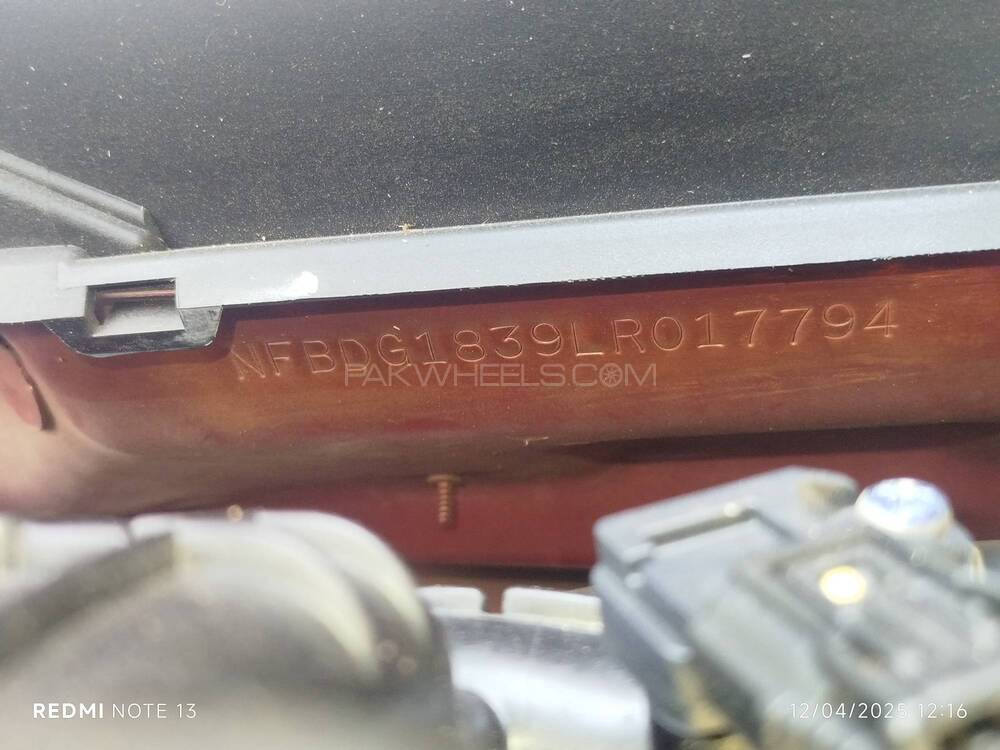 NFBDG1839LR017794
PAKWHEELS.COM
REDMI NOTE 13
12/04/2025 12:16